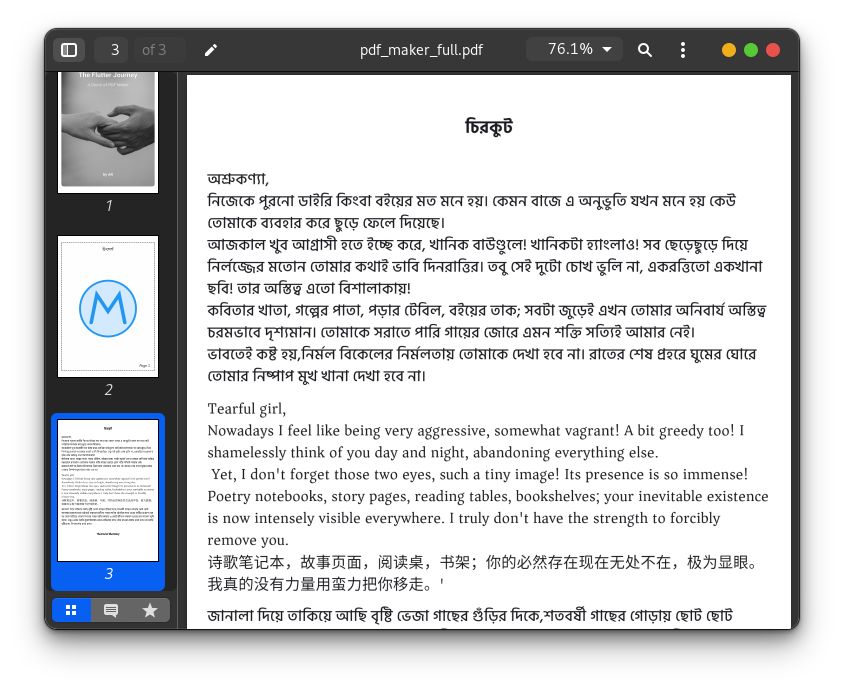 3
of 3
pdf_maker_full.pdf
76.1%
The Flutter Journey
1
2
3
চিরকুট
অশ্রুকণ্যা,
নিজেকে পুরনো ডাইরি কিংবা বইয়ের মত মনে হয়। কেমন বাজে এ অনুভুতি যখন মনে হয় কেউ
তোমাকে ব্যবহার করে ছুড়ে ফেলে দিয়েছে।
আজকাল খুব আগ্রাসী হতে ইচ্ছে করে, খানিক বাউণ্ডুলে! খানিকটা হ্যাংলাও! সব ছেড়েছুড়ে দিয়ে
নির্লজ্জের মতোন তোমার কথাই ভাবি দিনরাত্তির। তবু সেই দুটো চোখ ভুলি না, একরত্তিতো একখানা
ছবি! তার অস্তিত্ব এতো বিশালাকায়!
কবিতার খাতা, গল্পের পাতা, পড়ার টেবিল, বইয়ের তাক; সবটা জুড়েই এখন তোমার অনিবার্য অস্তিত্ব
চরমভাবে দৃশ্যমান। তোমাকে সরাতে পারি গায়ের জোরে এমন শক্তি সত্যিই আমার নেই।
ভাবতেই কষ্ট হয়,নির্মল বিকেলের নির্মলতায় তোমাকে দেখা হবে না। রাতের শেষ প্রহরে ঘুমের ঘোরে
তোমার নিষ্পাপ মুখ খানা দেখা হবে না।
Tearful girl,
Nowadays I feel like being very aggressive, somewhat vagrant! A bit greedy too! I
shamelessly think of you day and night, abandoning everything else.
Yet, I don't forget those two eyes, such a tiny image! Its presence is so immense!
Poetry notebooks, story pages, reading tables, bookshelves; your inevitable existence
is now intensely visible everywhere. I truly don't have the strength to forcibly
remove you.
诗歌笔记本，故事页面，阅读桌，书架；你的必然存在现在无处不在，极为显眼。
我真的没有力量用蛮力把你移走。'
জানালা দিয়ে তাকিয়ে আছি বৃষ্টি ভেজা গাছের গুঁড়ির দিকে,শতবর্ষী গাছের গোড়ায় ছোট ছোট